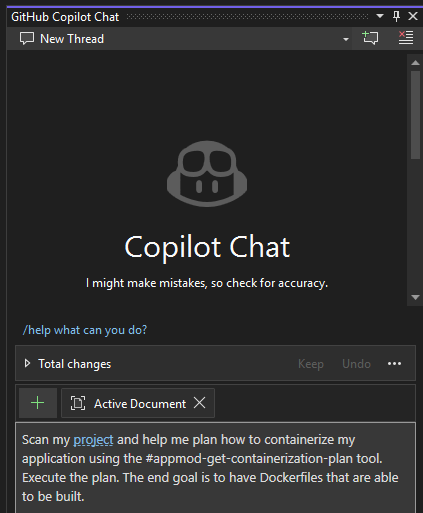 GitHub Copilot Chat
New Thread
Copilot Chat
I might make mistakes, so check for accuracy.
/help what can you do?
Total changes Keep Undo
Active Document
Scan my project and help me plan how to containerize my
application using the #appmod-get-containerization-plan tool.
Execute the plan. The end goal is to have Dockerfiles that are able
to be built.